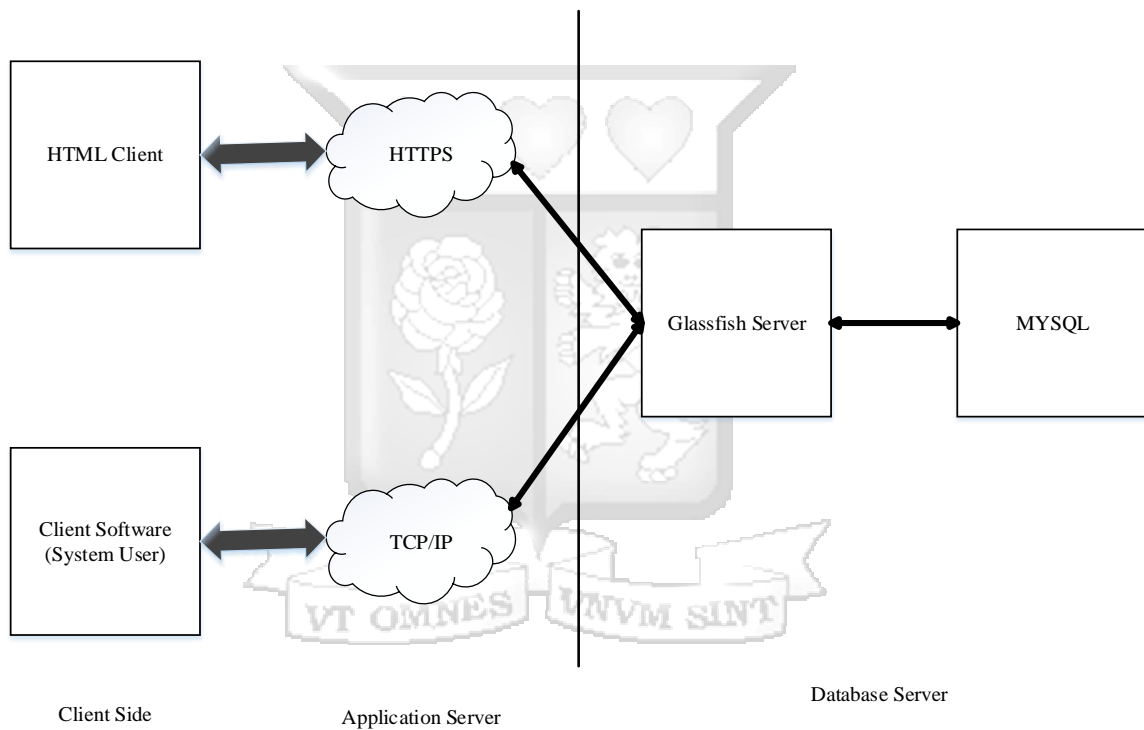 HTML Client
HTTPS
Glassfish Server
MYSQL
Client Software
(System User)
TCP/IP
VT OMNES VNVM SINT
Client Side
Application Server
Database Server